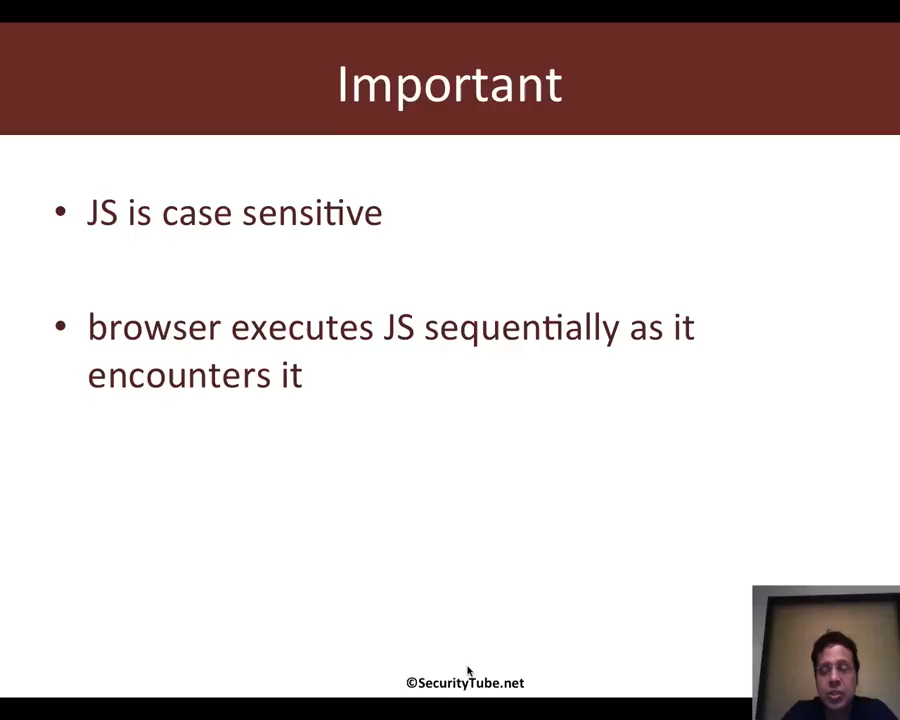 Important
• JS is case sensitive
• browser executes JS sequentially as it
encounters it
©SecurityTube.net